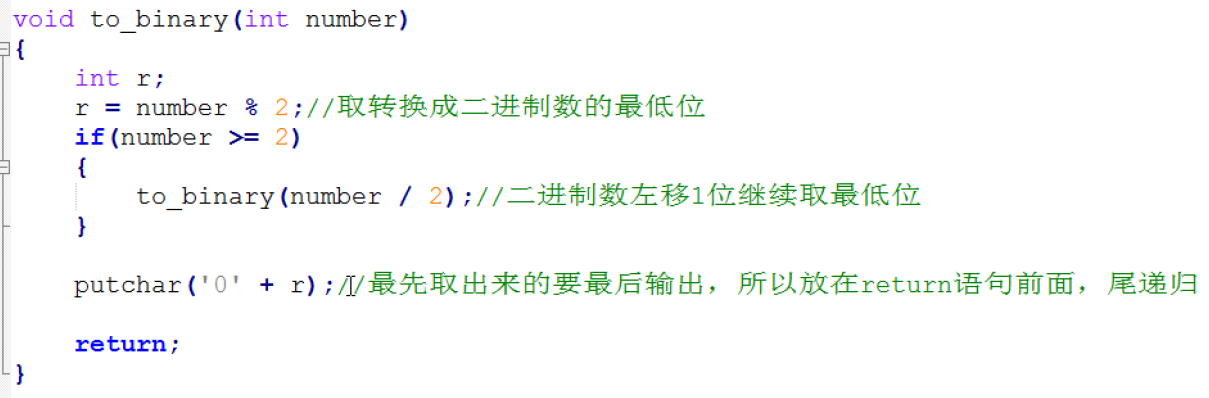 void to_binary(int number)
{
int r;
r = number % 2;//取转换成二进制数的最低位
if(number >= 2)
{
to_binary(number / 2);//二进制数左移1位继续取最低位
}
putchar('0' + r);//最先取出来的要最后输出，所以放在return语句前面，尾递归
return;
}